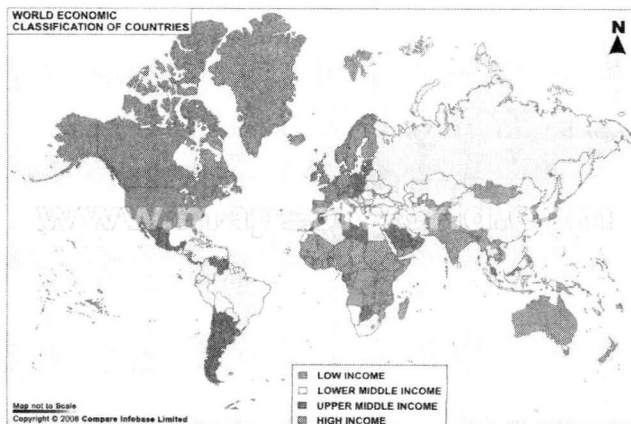 WORLD ECONOMIC
CLASSIFICATION OF COUNTRIES
N
LOW INCOME
LOWER MIDDLE INCOME
UPPER MIDDLE INCOME
HIGH INCOME
Map not to Scale
Copyright © 2006 Compare Infobase Limited